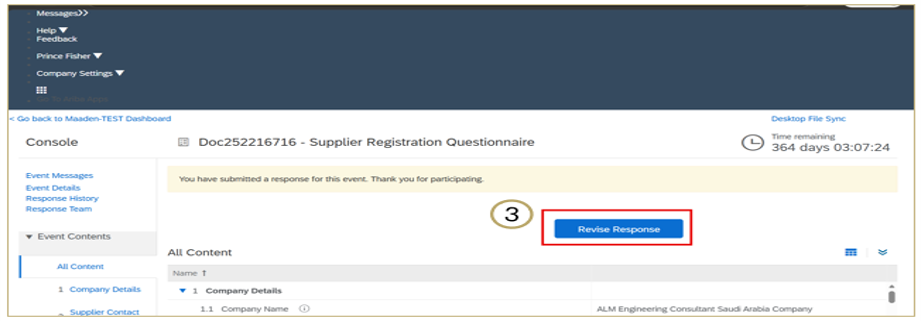 Messages>>
Help ▼
Feedback
Prince Fisher ▼
Company Settings ▼
< Go back to Maaden-TEST Dashboard
Desktop File Sync
Console
Doc252216716 - Supplier Registration Questionnaire
Time remaining
364 days 03:07:24
Event Messages
Event Details
Response History
Response Team
You have submitted a response for this event. Thank you for participating.
3
Revise Response
▼ Event Contents
All Content
All Content
Name ↑
▼ 1 Company Details
1 Company Details
1.1 Company Name
ALM Engineering Consultant Saudi Arabia Company
Supplier Contact